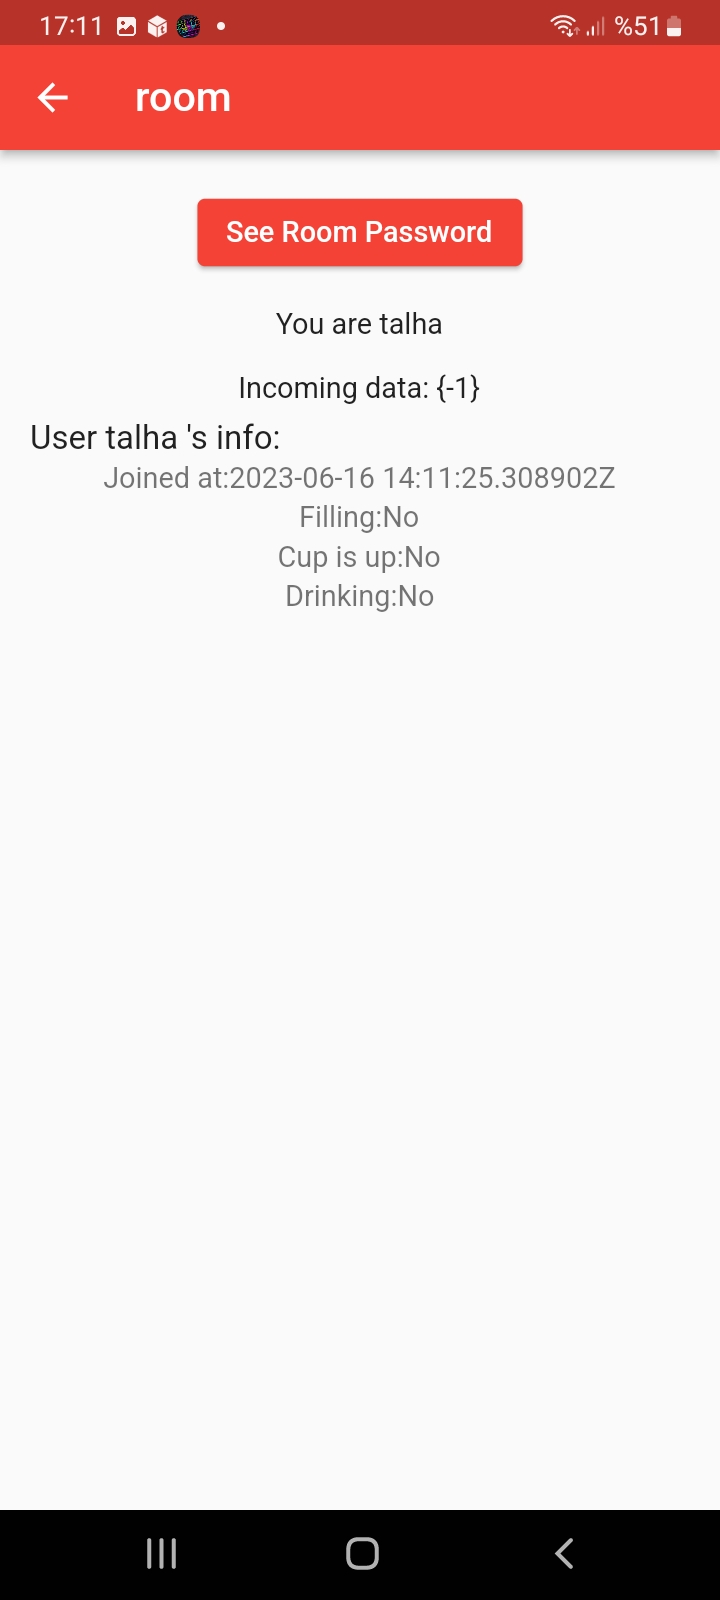 17:11 %51
room
See Room Password
You are talha
Incoming data: {-1}
User talha 's info:
Joined at:2023-06-16 14:11:25.308902Z
Filling:No
Cup is up:No
Drinking:No